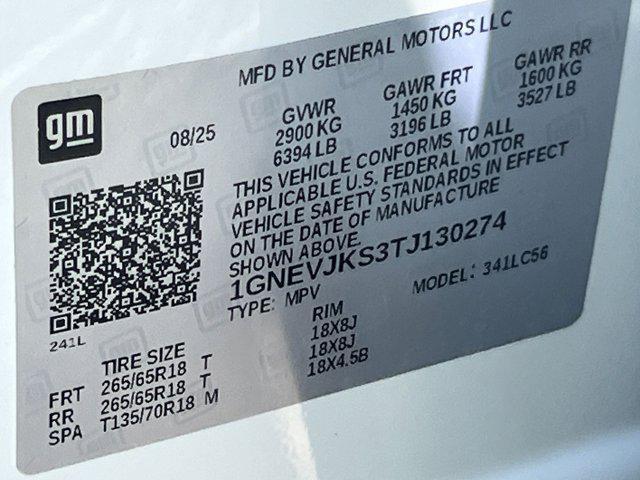 MFD BY GENERAL MOTORS LLC
gm
08/25
GVWR GAWR FRT GAWR RR
2900 KG 1450 KG 1600 KG
6394 LB 3196 LB 3527 LB
THIS VEHICLE CONFORMS TO ALL
APPLICABLE U.S. FEDERAL MOTOR
VEHICLE SAFETY STANDARDS IN EFFECT
ON THE DATE OF MANUFACTURE
SHOWN ABOVE.
1GNEVJKS3TJ130274
TYPE: MPV MODEL: 341LC56
241L
TIRE SIZE RIM
FRT 265/65R18 T 18X8J
RR 265/65R18 T 18X8J
SPA T135/70R18 M 18X4.5B